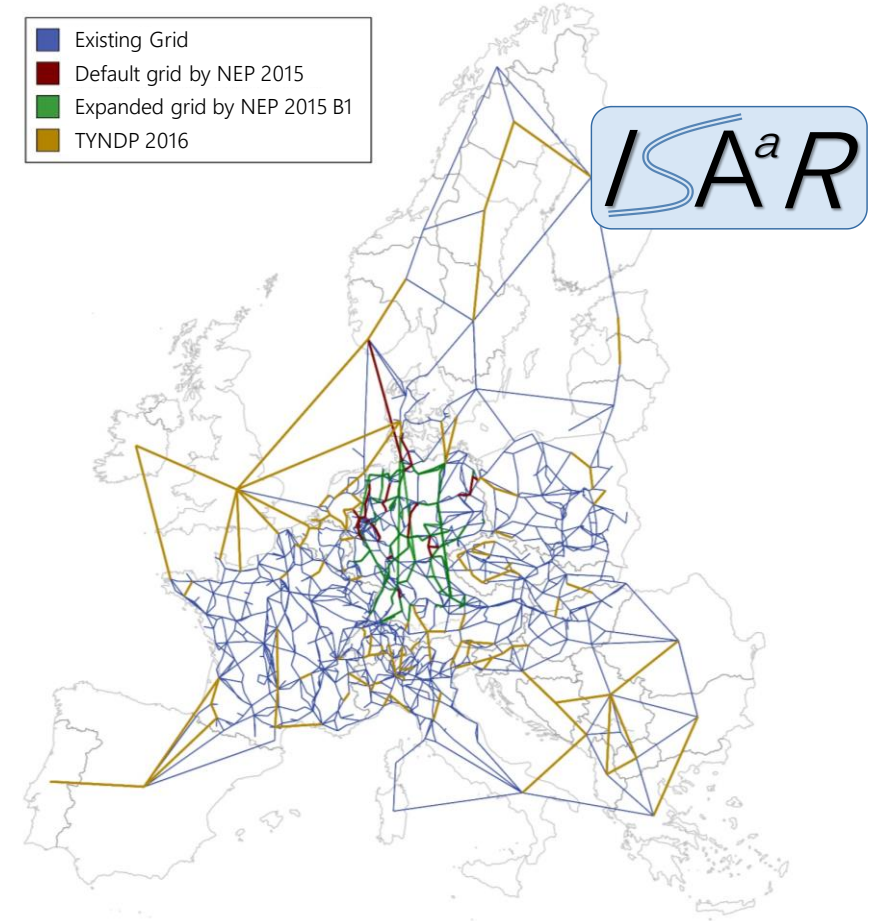 Existing Grid
Default grid by NEP 2015
Expanded grid by NEP 2015 B1
TYNDP 2016
ISAaR